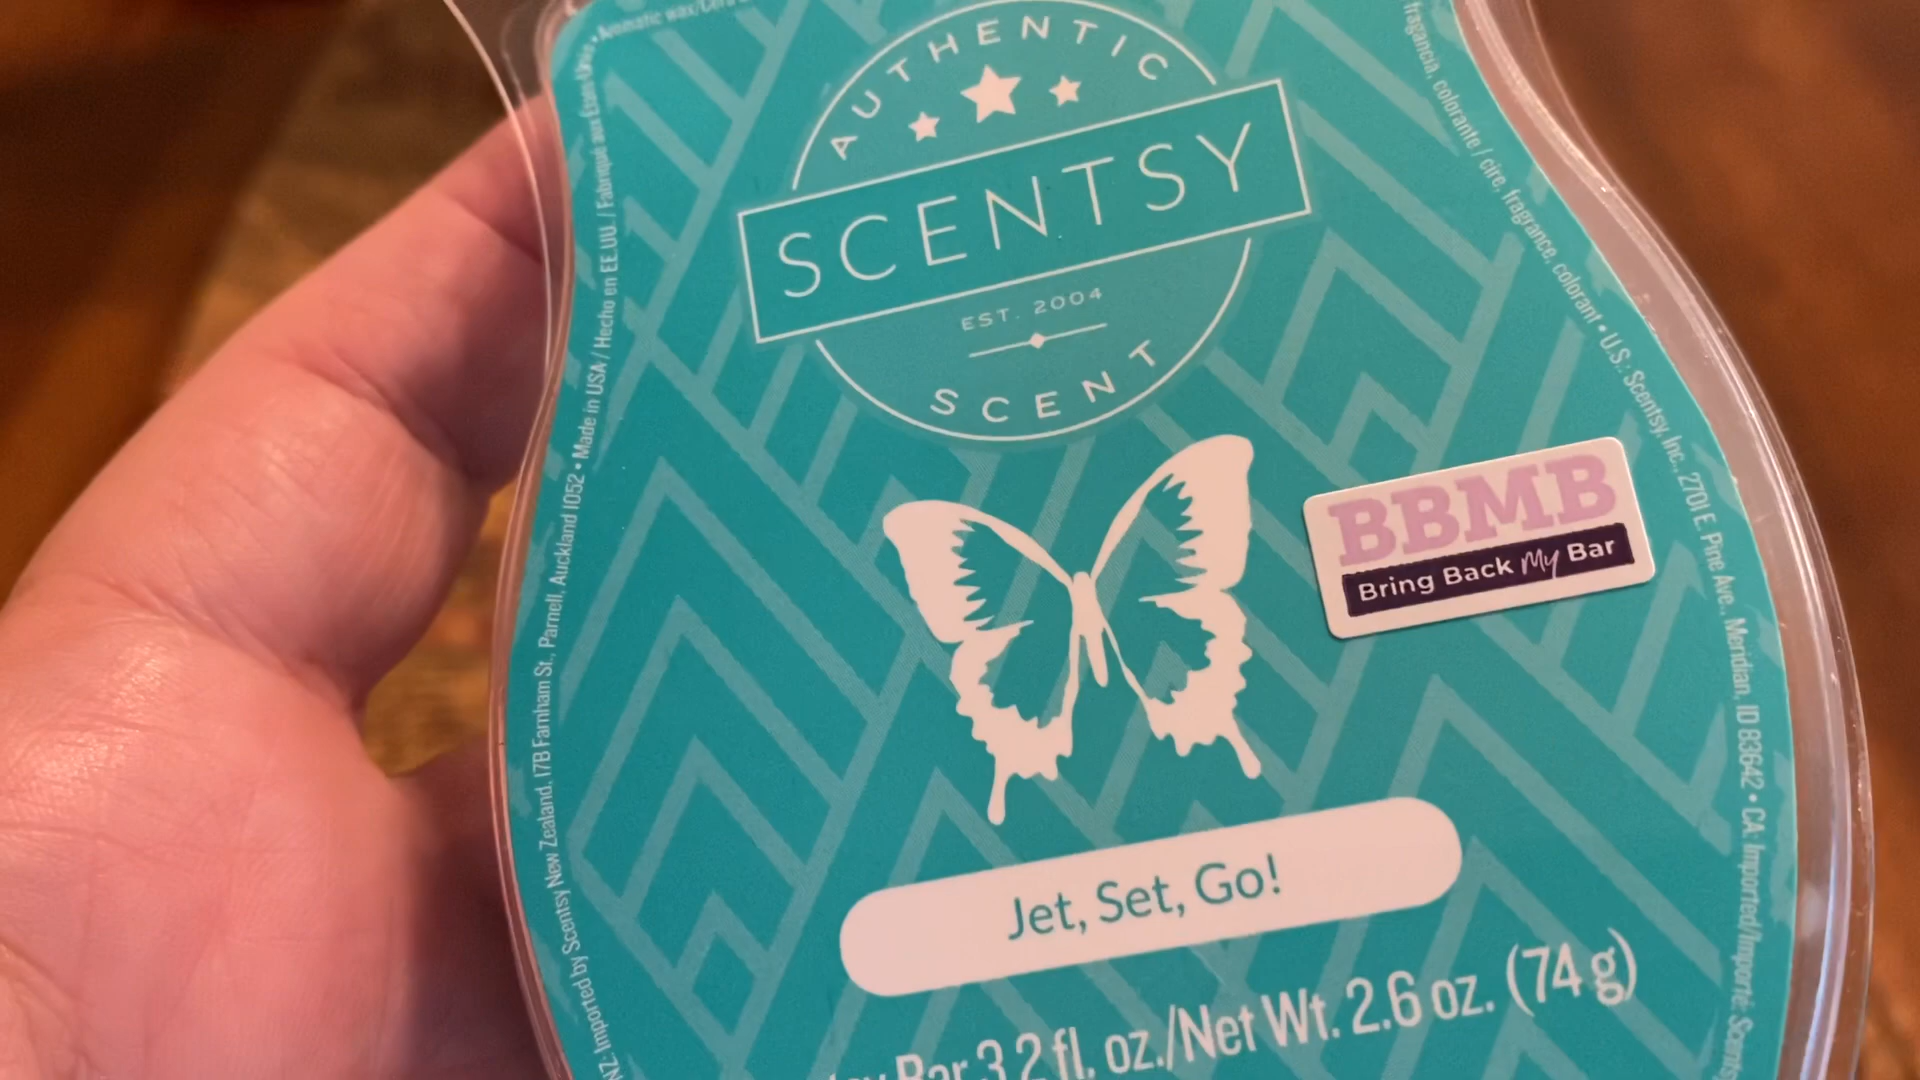 Aromatic wax/Cera
AUTHENTIC
SCENTSY
EST. 2004
SCENT
BBMB
Bring Back My Bar
Jet, Set, Go!
Bar 3.2 fl. oz./Net Wt. 2.6 oz. (74 g)
NZ: Imported by Scentsy New Zealand, 17B Farnham St., Parnell, Auckland 1052 • Made in USA / Hecho en EE.UU. / Fabriqué aux États-Unis •
fragancia, colorante / cire, fragrance, colorant • U.S.: Scentsy, Inc., 2701 E. Pine Ave. Meridian, ID 83642 • CA: Imported/Importé: Scentsy